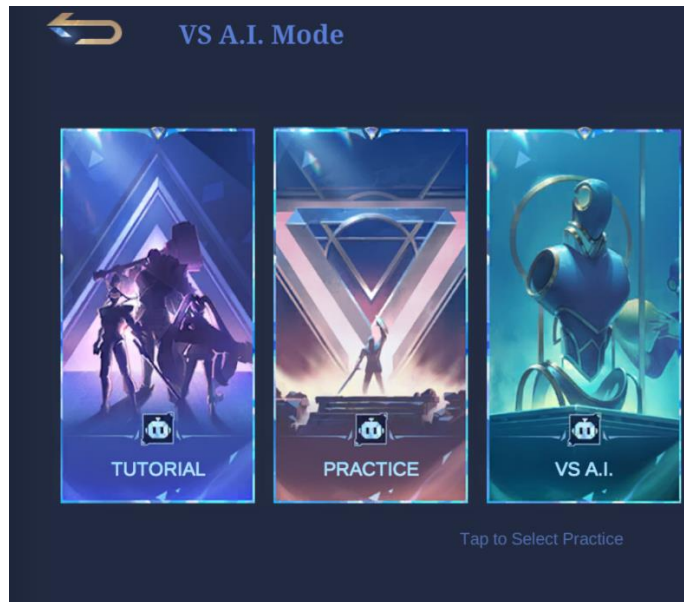 VS A.I. Mode
TUTORIAL
PRACTICE
VS A.I.
Tap to Select Practice